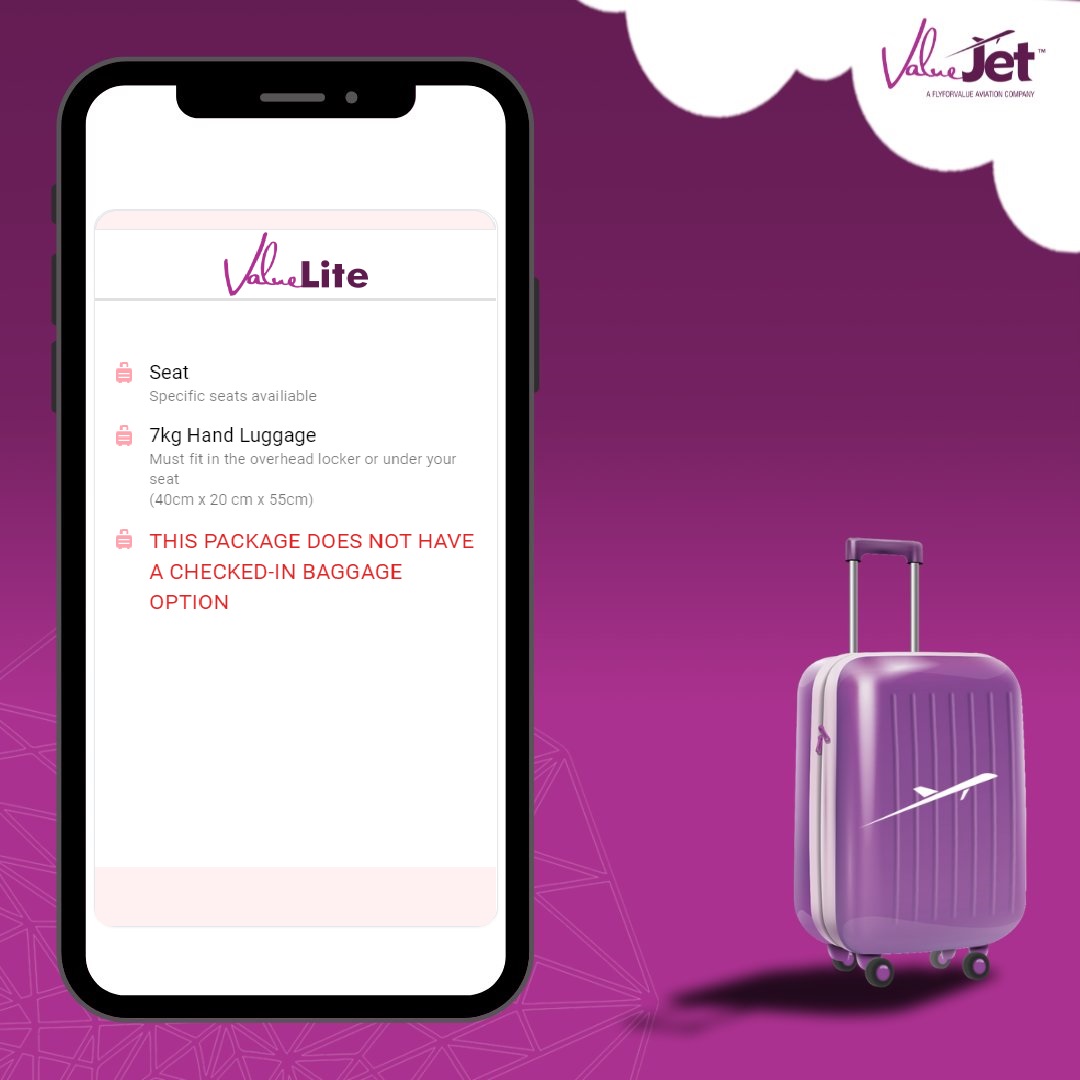 ValueJet™
A FLYFORVALUE AVIATION COMPANY
ValueLite
Seat
Specific seats availiable
7kg Hand Luggage
Must fit in the overhead locker or under your
seat
(40cm x 20 cm x 55cm)
THIS PACKAGE DOES NOT HAVE
A CHECKED-IN BAGGAGE
OPTION